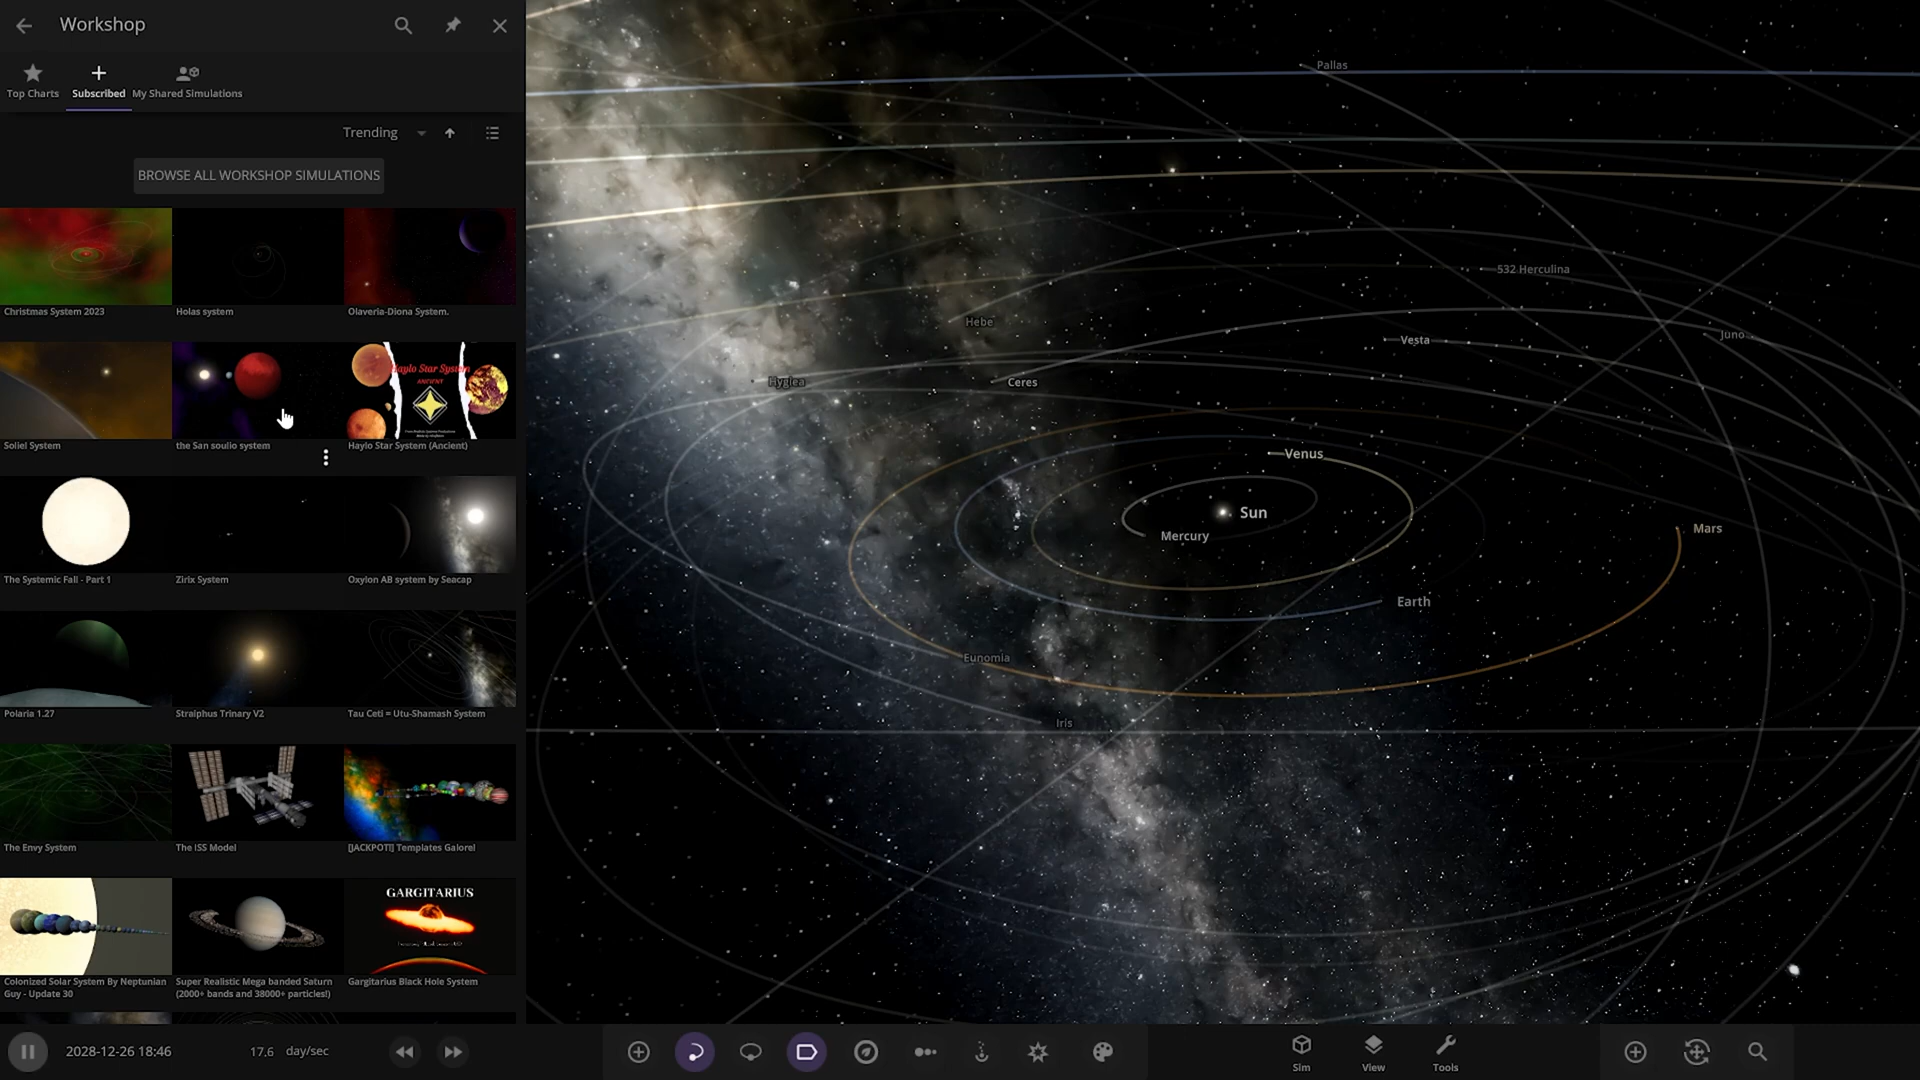 Workshop
Top Charts
Subscribed
My Shared Simulations
Trending
BROWSE ALL WORKSHOP SIMULATIONS
Christmas System 2023
Holas system
Olaveria-Diona System.
Haylo Star System
ANCIENT
Soliel System
the San soulio system
Haylo Star System (Ancient)
The Systemic Fall - Part 1
Zirix System
Oxylon AB system by Seacap
Polaria 1.27
Straiphus Trinary V2
Tau Ceti = Utu-Shamash System
The Envy System
The ISS Model
[JACKPOT!] Templates Galore!
GARGITARIUS
Colonized Solar System By Neptunian
Guy - Update 30
Super Realistic Mega banded Saturn
(2000+ bands and 38000+ particles!)
Gargitarius Black Hole System
Pallas
532 Herculina
Hebe
Vesta
Juno
Hygiea
Ceres
Venus
Sun
Mercury
Mars
Earth
Eunomia
Iris
2028-12-26 18:46
17.6 day/sec
Sim
View
Tools